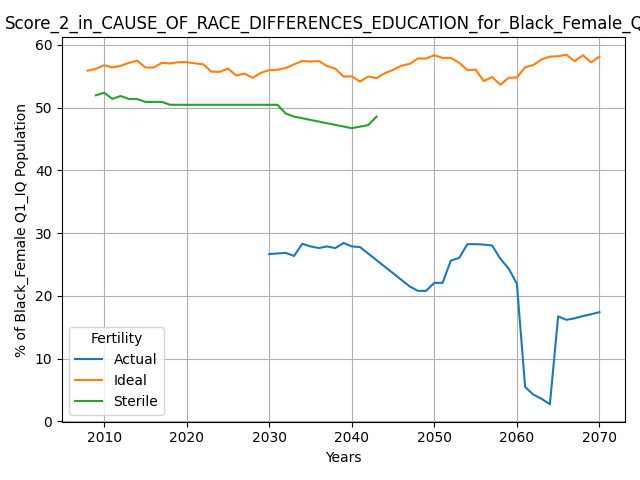 Score_2_in_CAUSE_OF_RACE_DIFFERENCES_EDUCATION_for_Black_Female_Q
% of Black_Female Q1_IQ Population
60
50
40
30
20
10
0
Fertility
Actual
Ideal
Sterile
2010 2020 2030 2040 2050 2060 2070
Years